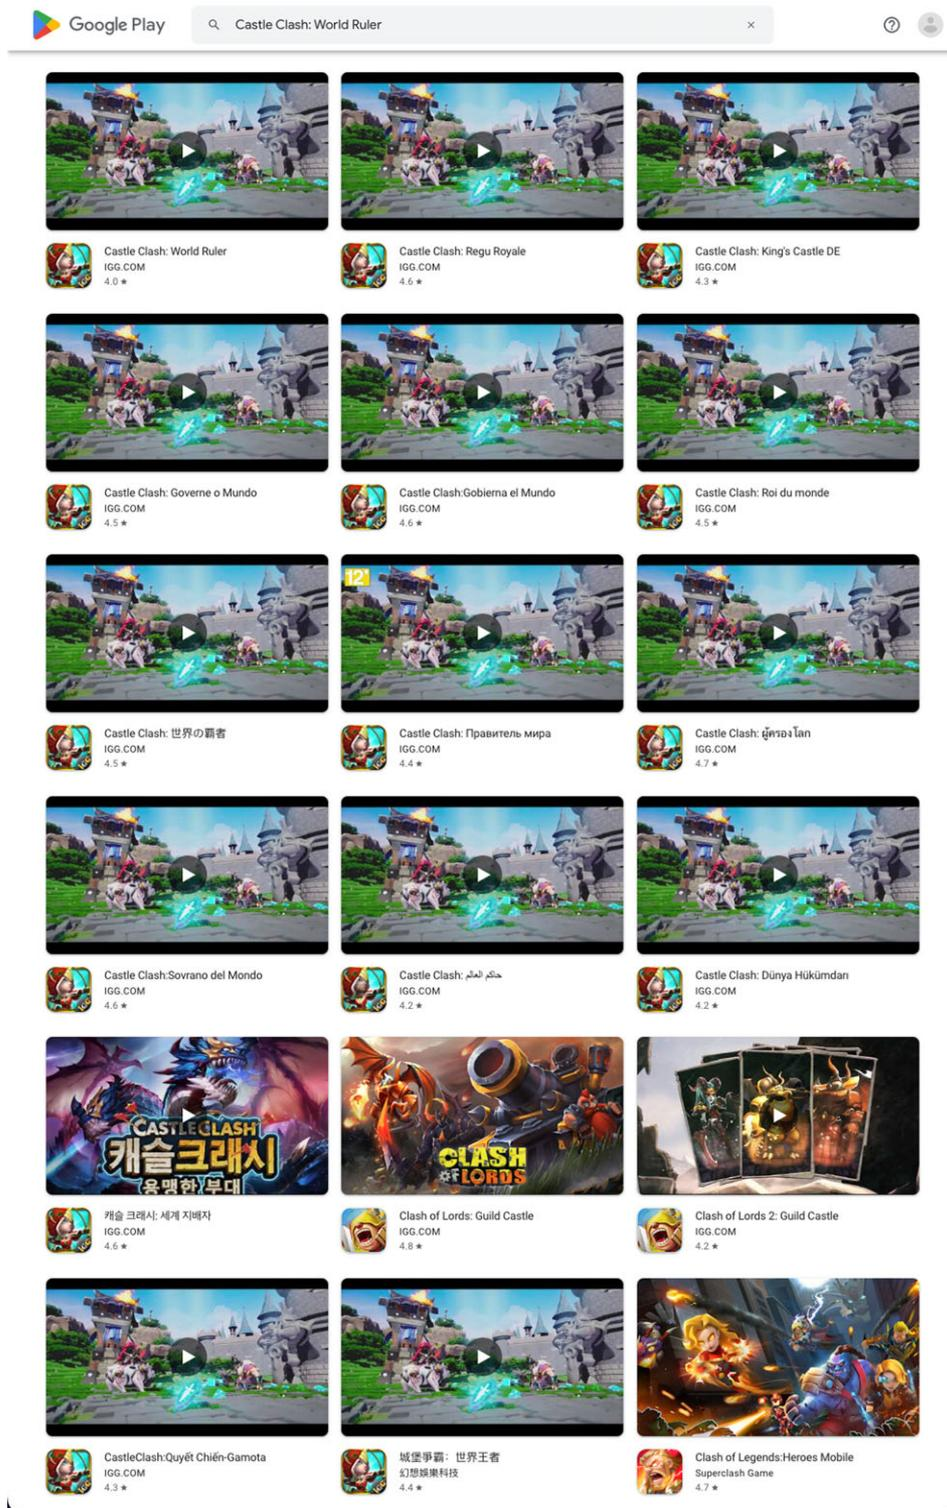 Google Play
Castle Clash: World Ruler
Castle Clash: World Ruler
IGG.COM
4.0 ★
Castle Clash: Regu Royale
IGG.COM
4.6 ★
Castle Clash: King's Castle DE
IGG.COM
4.3 ★
Castle Clash: Governe o Mundo
IGG.COM
4.5 ★
Castle Clash:Gobierna el Mundo
IGG.COM
4.6 ★
Castle Clash: Roi du monde
IGG.COM
4.5 ★
12+
Castle Clash: 世界の覇者
IGG.COM
4.5 ★
Castle Clash: Правитель мира
IGG.COM
4.4 ★
Castle Clash: ผู้ครองโลก
IGG.COM
4.7 ★
Castle Clash:Sovrano del Mondo
IGG.COM
4.6 ★
Castle Clash: حاكم العالم
IGG.COM
4.2 ★
Castle Clash: Dünya Hükümdarı
IGG.COM
4.2 ★
CASTLE CLASH
캐슬크래시
용맹한 부대
CLASH
OF LORDS
캐슬 크래시: 세계 지배자
IGG.COM
4.6 ★
Clash of Lords: Guild Castle
IGG.COM
4.8 ★
Clash of Lords 2: Guild Castle
IGG.COM
4.2 ★
CastleClash:Quyết Chiến-Gamota
IGG.COM
4.3 ★
城堡爭霸：世界王者
幻想娛樂科技
4.4 ★
Clash of Legends:Heroes Mobile
Superclash Game
4.7 ★